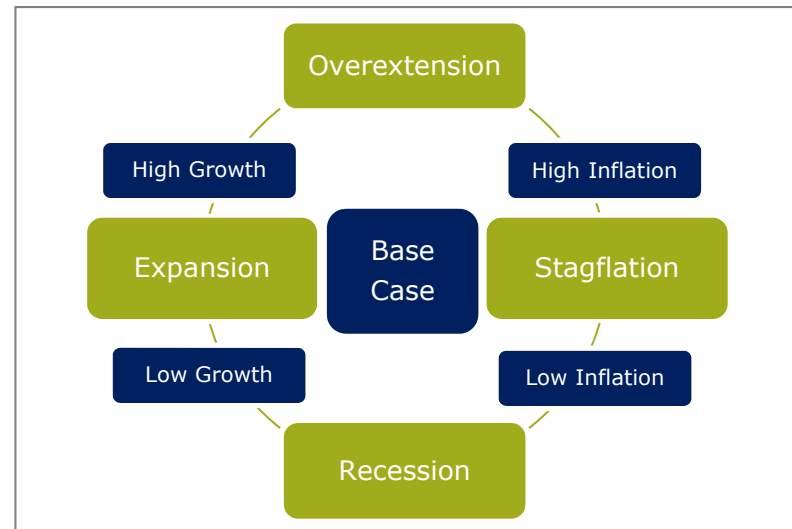 Overextension
High Growth
High Inflation
Expansion
Base
Case
Stagflation
Low Growth
Low Inflation
Recession